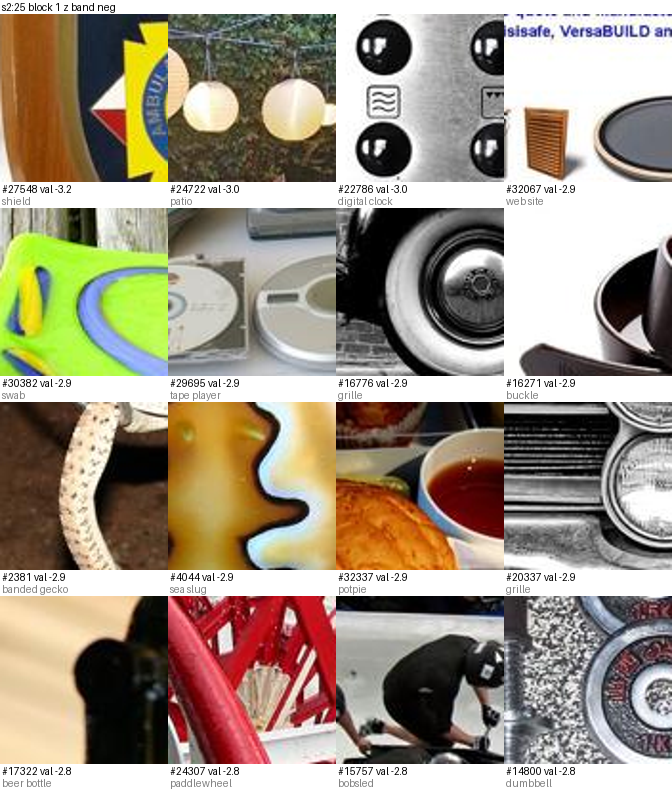 s2:25 block 1 z band neg
isisafe, VersaBUILD an
AMBUL
#27548 val -3.2
shield
#24722 val -3.0
patio
#22786 val -3.0
digital clock
#32067 val -2.9
web site
#30382 val -2.9
swab
#29695 val -2.9
tape player
#16776 val -2.9
grille
#16271 val -2.9
buckle
#2381 val -2.9
banded gecko
#4044 val -2.9
sea slug
#32337 val -2.9
potpie
#20337 val -2.9
grille
#17322 val -2.8
beer bottle
#24307 val -2.8
paddlewheel
#15757 val -2.8
bobsled
#14800 val -2.8
dumbbell